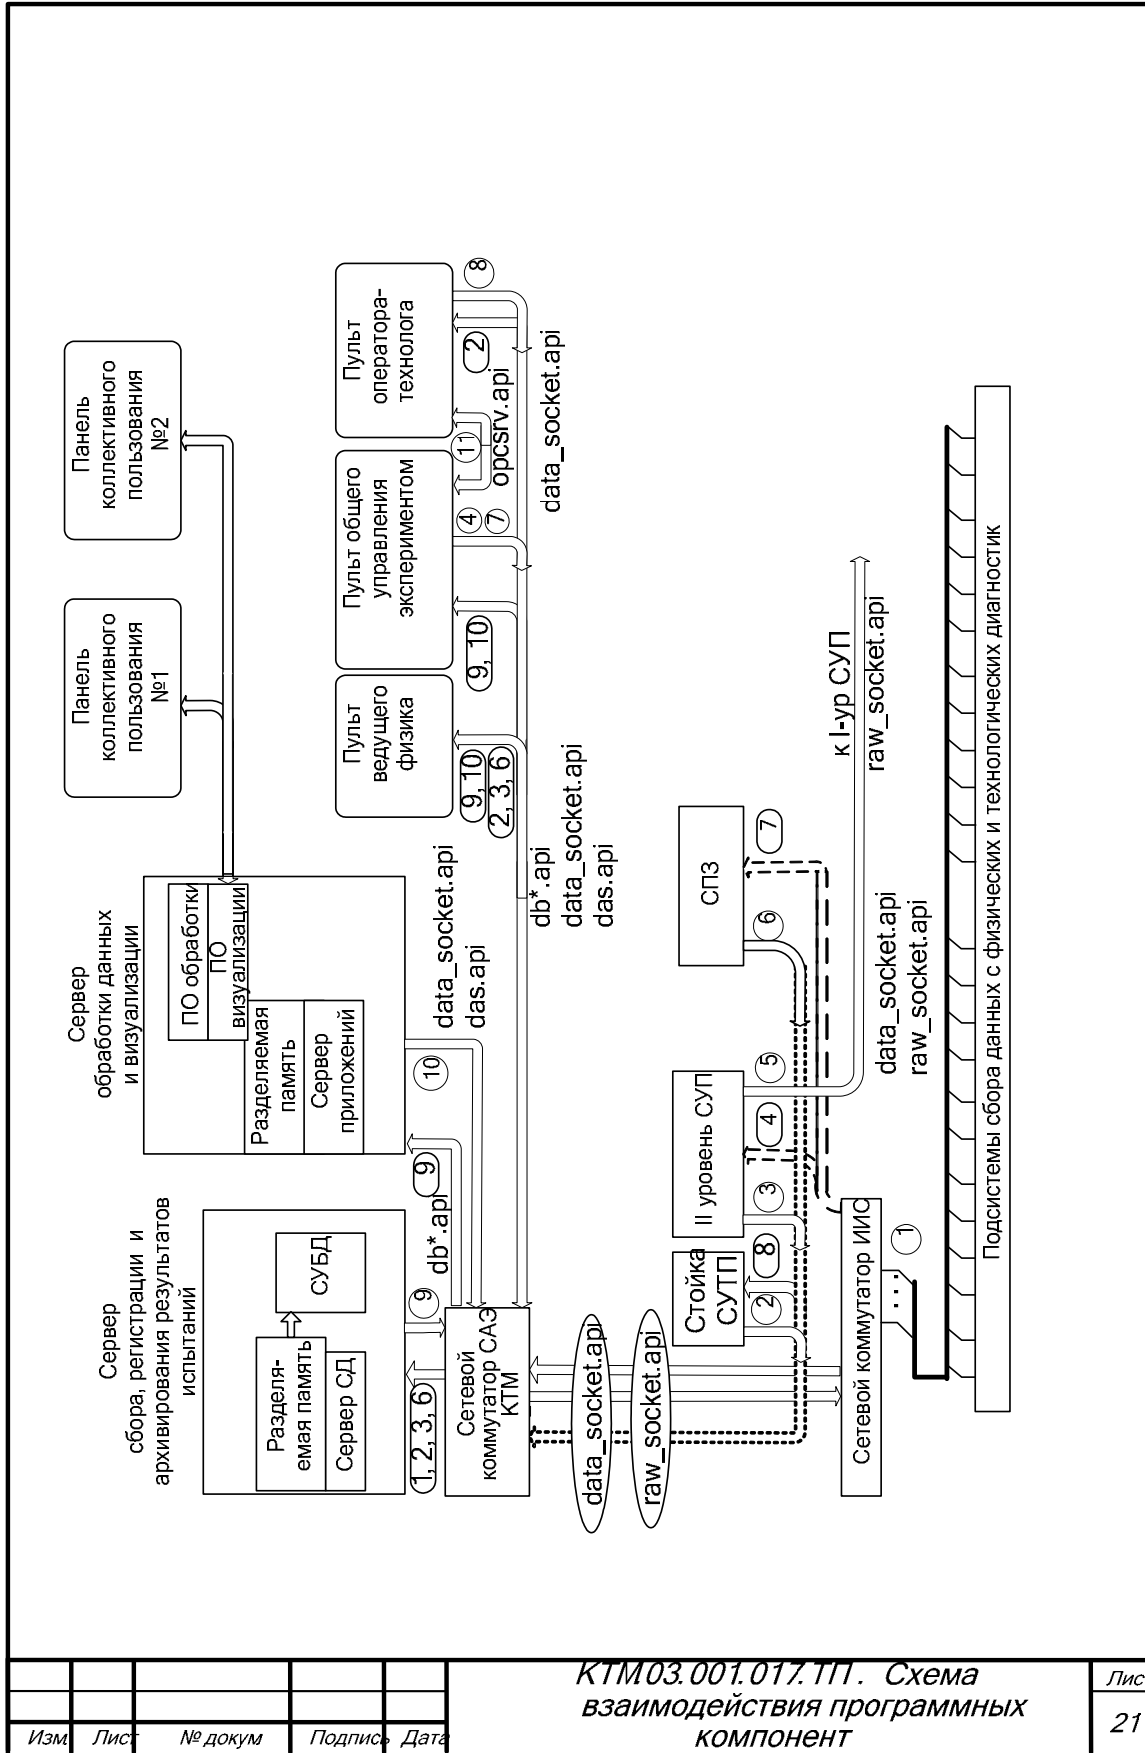 Сервер
сбора, регистрации и
архивирования результатов
испытаний
Разделя-
емая память
Сервер СД
СУБД
Сервер
обработки данных
и визуализации
ПО обработки
ПО
визуализации
Разделяемая
память
Сервер
приложений
Панель
коллективного
пользования
№1
Панель
коллективного
пользования
№2
1, 2, 3, 6
9
9
db*.api
10
data_socket.api
das.api
Пульт
ведущего
физика
Пульт общего
управления
экспериментом
Пульт
оператора-
технолога
9, 10
2, 3, 6
9, 10
4
7
11
opcsrv.api
2
8
data_socket.api
db*.api
data_socket.api
das.api
Сетевой
коммутатор САЭ
КТМ
data_socket.api
raw_socket.api
Стойка
СУТП
2
8
II уровень СУП
3
4
5
СПЗ
6
7
к I-ур СУП
raw_socket.api
data_socket.api
raw_socket.api
Сетевой коммутатор ИИС
1
...
Подсистемы сбора данных с физических и технологических диагностик
КТМ.03.001.017.ТП. Схема
взаимодействия программных
компонент
Изм Лист № докум Подпись Дата
Лис
21